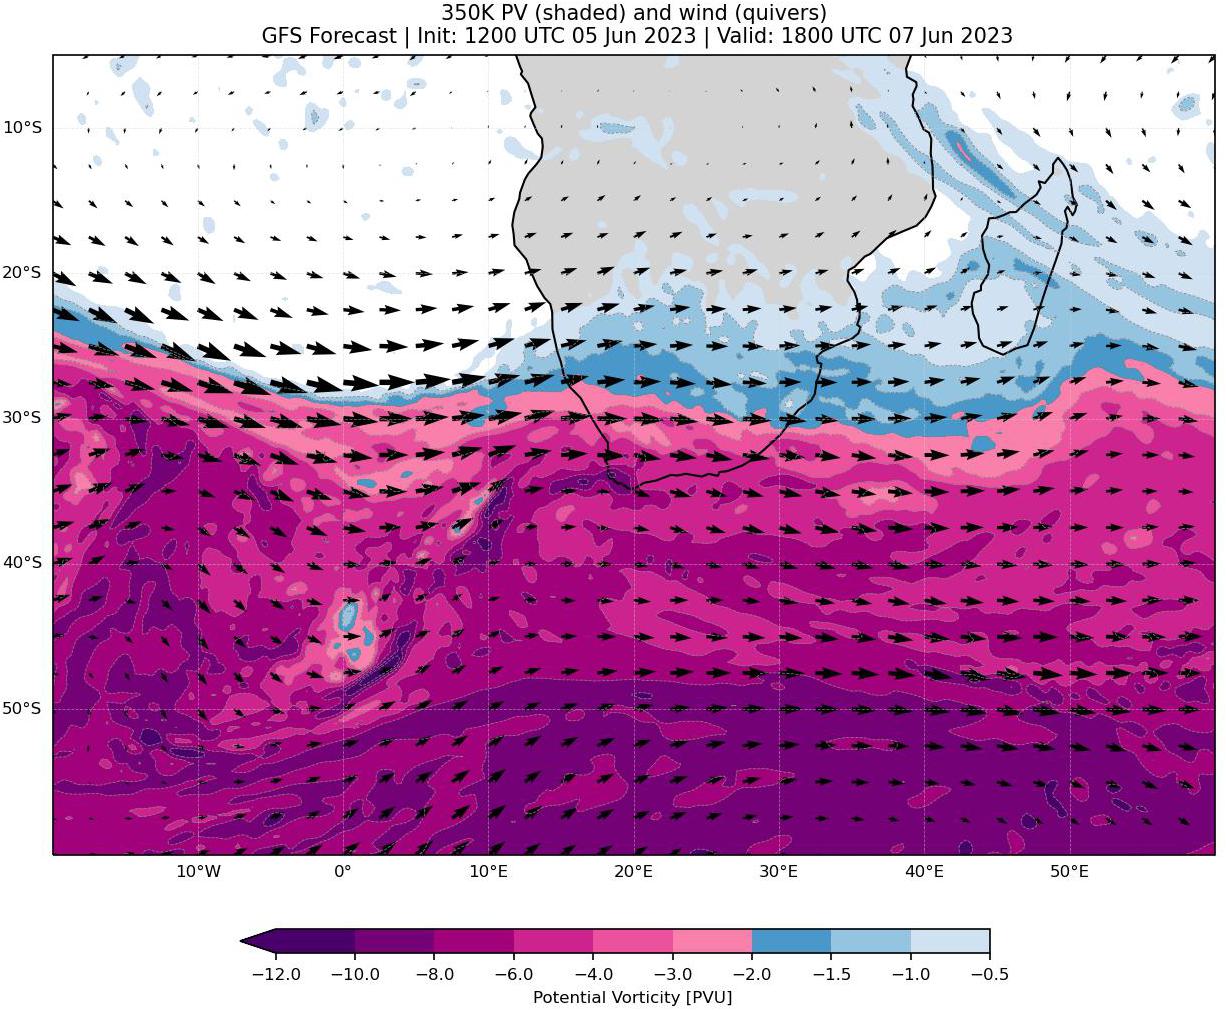 350K PV (shaded) and wind (quivers)
GFS Forecast | Init: 1200 UTC 05 Jun 2023 | Valid: 1800 UTC 07 Jun 2023
10°S
20°S
30°S
40°S
50°S
10°W 0° 10°E 20°E 30°E 40°E 50°E
−12.0 −10.0 −8.0 −6.0 −4.0 −3.0 −2.0 −1.5 −1.0 −0.5
Potential Vorticity [PVU]